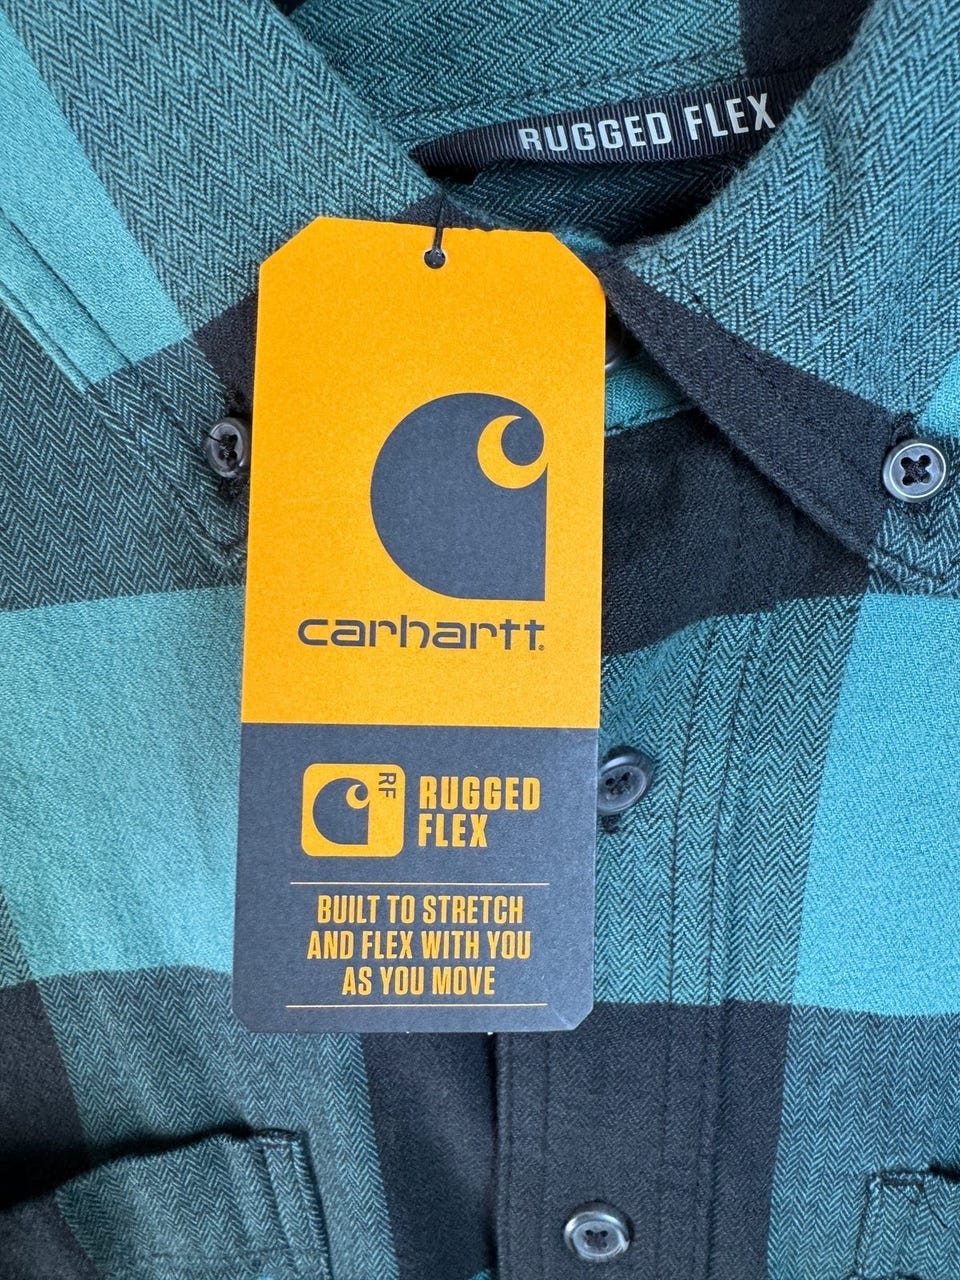 RUGGED FLEX
carhartt
RF
RUGGED
FLEX
BUILT TO STRETCH
AND FLEX WITH YOU
AS YOU MOVE